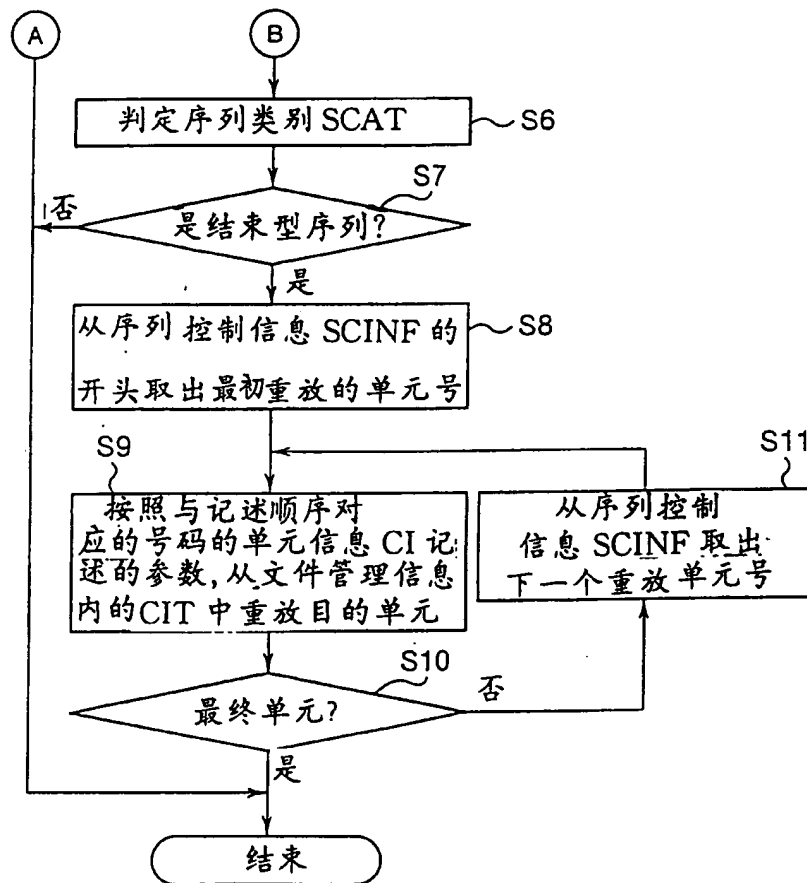 A
B
判定序列类别 SCAT
S6
S7
否
是结束型序列?
是
从序列 控制信息 SCINF 的
开头取出最初重放的单元号
S8
S9
S11
按照与记述顺序对
应的号码的单元信息 CI 记
述的参数,从文件管理信息
内的CIT 中重放目的单元
从序列控制
信息 SCINF 取出
下一个重放单元号
S10
最终单元?
否
是
结束